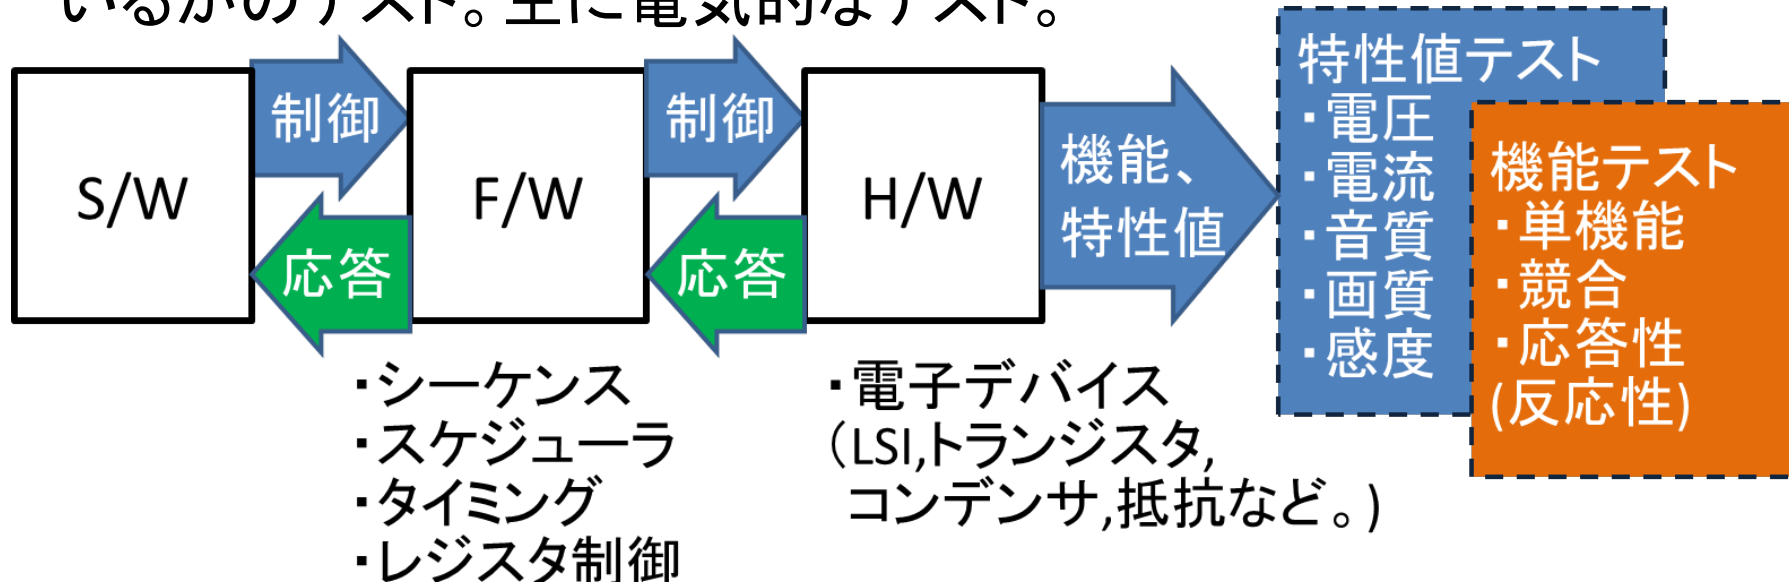 いるかのテスト。主に電気的なテスト。
S/W
制御
応答
F/W
制御
応答
H/W
機能、
特性値
特性値テスト
・電圧
・電流
・音質
・画質
・感度
機能テスト
・単機能
・競合
・応答性
(反応性)
・シーケンス
・スケジューラ
・タイミング
・レジスタ制御
・電子デバイス
（LSI,トランジスタ,
コンデンサ,抵抗など。)